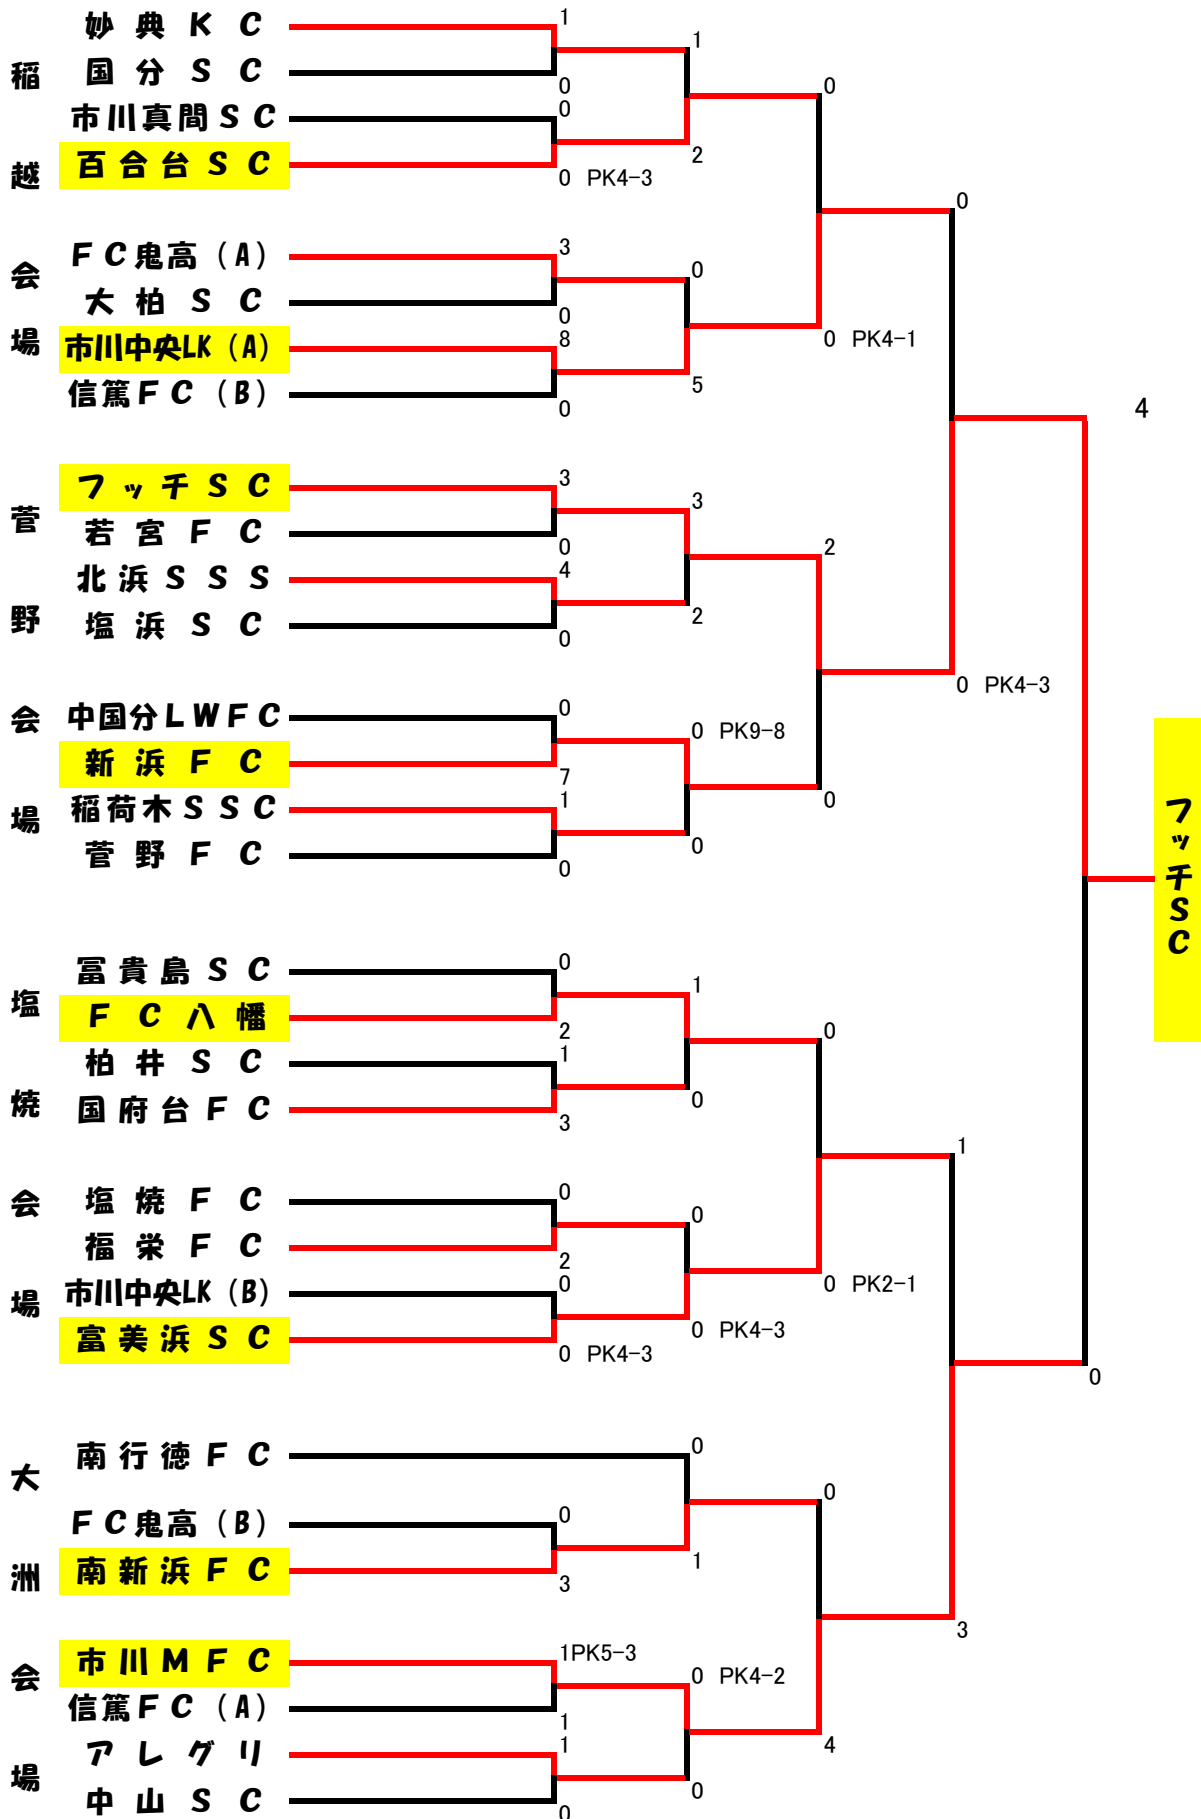 稲越会場
妙典KC
国分SC
市川真間SC
百合台SC
FC鬼高(A)
大柏SC
市川中央LK(A)
信篤FC(B)
1
0
0
0 PK4-3
3
0
8
0
1
2
0
5
0
0 PK4-1
菅野会場
フッチSC
若宮FC
北浜SSS
塩浜SC
中国分LWFC
新浜FC
稲荷木SSC
菅野FC
3
0
4
0
0
7
1
0
3
2
0 PK9-8
0
2
0
0
0 PK4-3
塩焼会場
冨貴島SC
FC八幡
柏井SC
国府台FC
塩焼FC
福栄FC
市川中央LK(B)
富美浜SC
0
2
1
3
0
2
0
0 PK4-3
1
0
0
0 PK4-3
0
0 PK2-1
大洲会場
南行徳FC
FC鬼高(B)
南新浜FC
市川MFC
信篤FC(A)
アレグリ
中山SC
0
3
1PK5-3
1
1
0
0
1
0 PK4-2
0
0
4
1
3
4
0
フッチSC